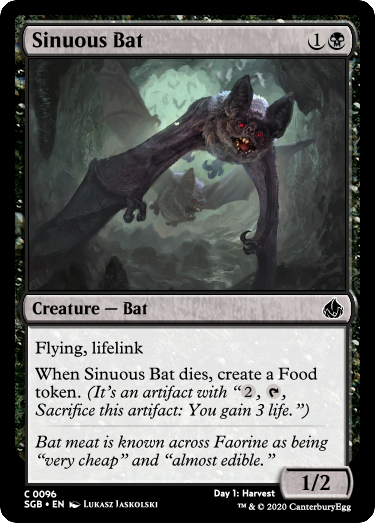 Sinuous Bat 1
Creature — Bat
Flying, lifelink
When Sinuous Bat dies, create a Food
token. (It's an artifact with “2, T,
Sacrifice this artifact: You gain 3 life.”)
Bat meat is known across Faorine as being
“very cheap” and “almost edible.”
1/2
C 0096 Day 1: Harvest
SGB • EN Lukasz Jaskolski ™ & © 2020 CanterburyEgg